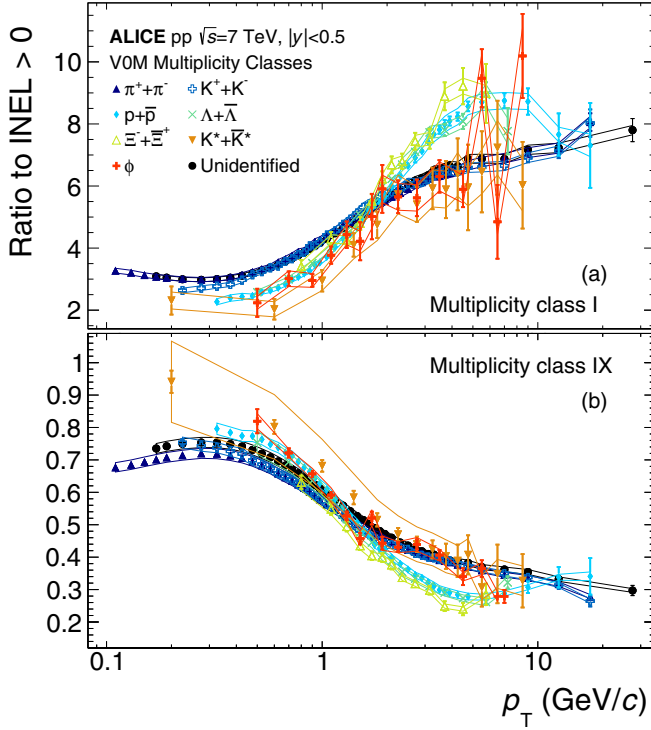 ALICE pp √s=7 TeV, |y|<0.5
V0M Multiplicity Classes
π⁺+π⁻ K⁺+K⁻
p+p̅ Λ+Λ̅
Ξ⁻+Ξ̅⁺ K*+K̅*
ϕ Unidentified
Ratio to INEL > 0
10
8
6
4
2
(a)
Multiplicity class I
Multiplicity class IX
(b)
1
0.9
0.8
0.7
0.6
0.5
0.4
0.3
0.2
0.1 1 10
p_T (GeV/c)